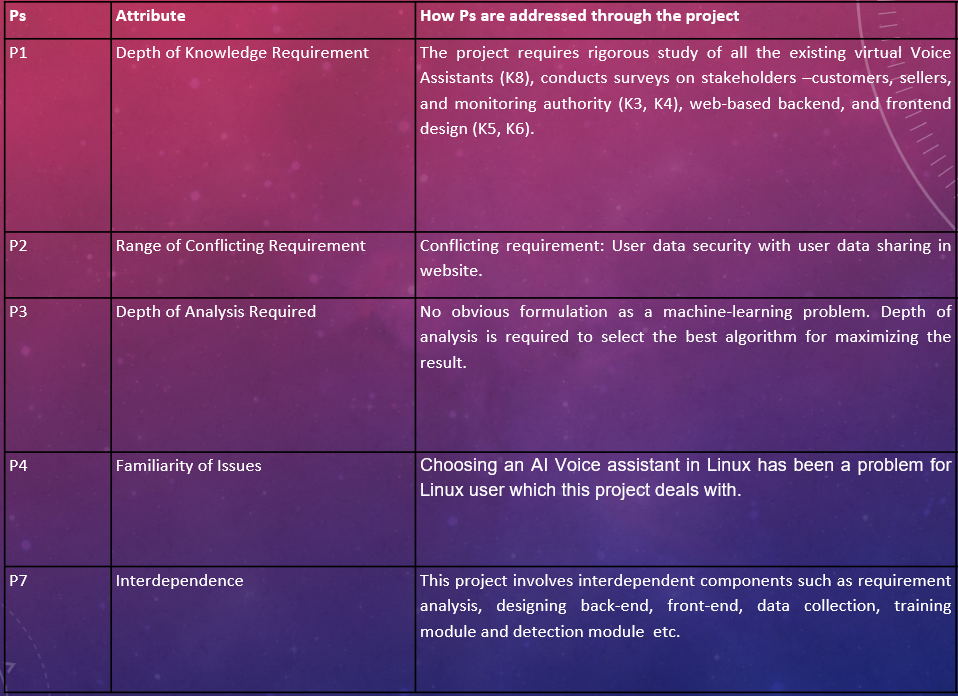 Ps Attribute How Ps are addressed through the project
P1 Depth of Knowledge Requirement The project requires rigorous study of all the existing virtual Voice
Assistants (K8), conducts surveys on stakeholders –customers, sellers,
and monitoring authority (K3, K4), web-based backend, and frontend
design (K5, K6).
P2 Range of Conflicting Requirement Conflicting requirement: User data security with user data sharing in
website.
P3 Depth of Analysis Required No obvious formulation as a machine-learning problem. Depth of
analysis is required to select the best algorithm for maximizing the
result.
P4 Familiarity of Issues Choosing an AI Voice assistant in Linux has been a problem for
Linux user which this project deals with.
P7 Interdependence This project involves interdependent components such as requirement
analysis, designing back-end, front-end, data collection, training
module and detection module etc.